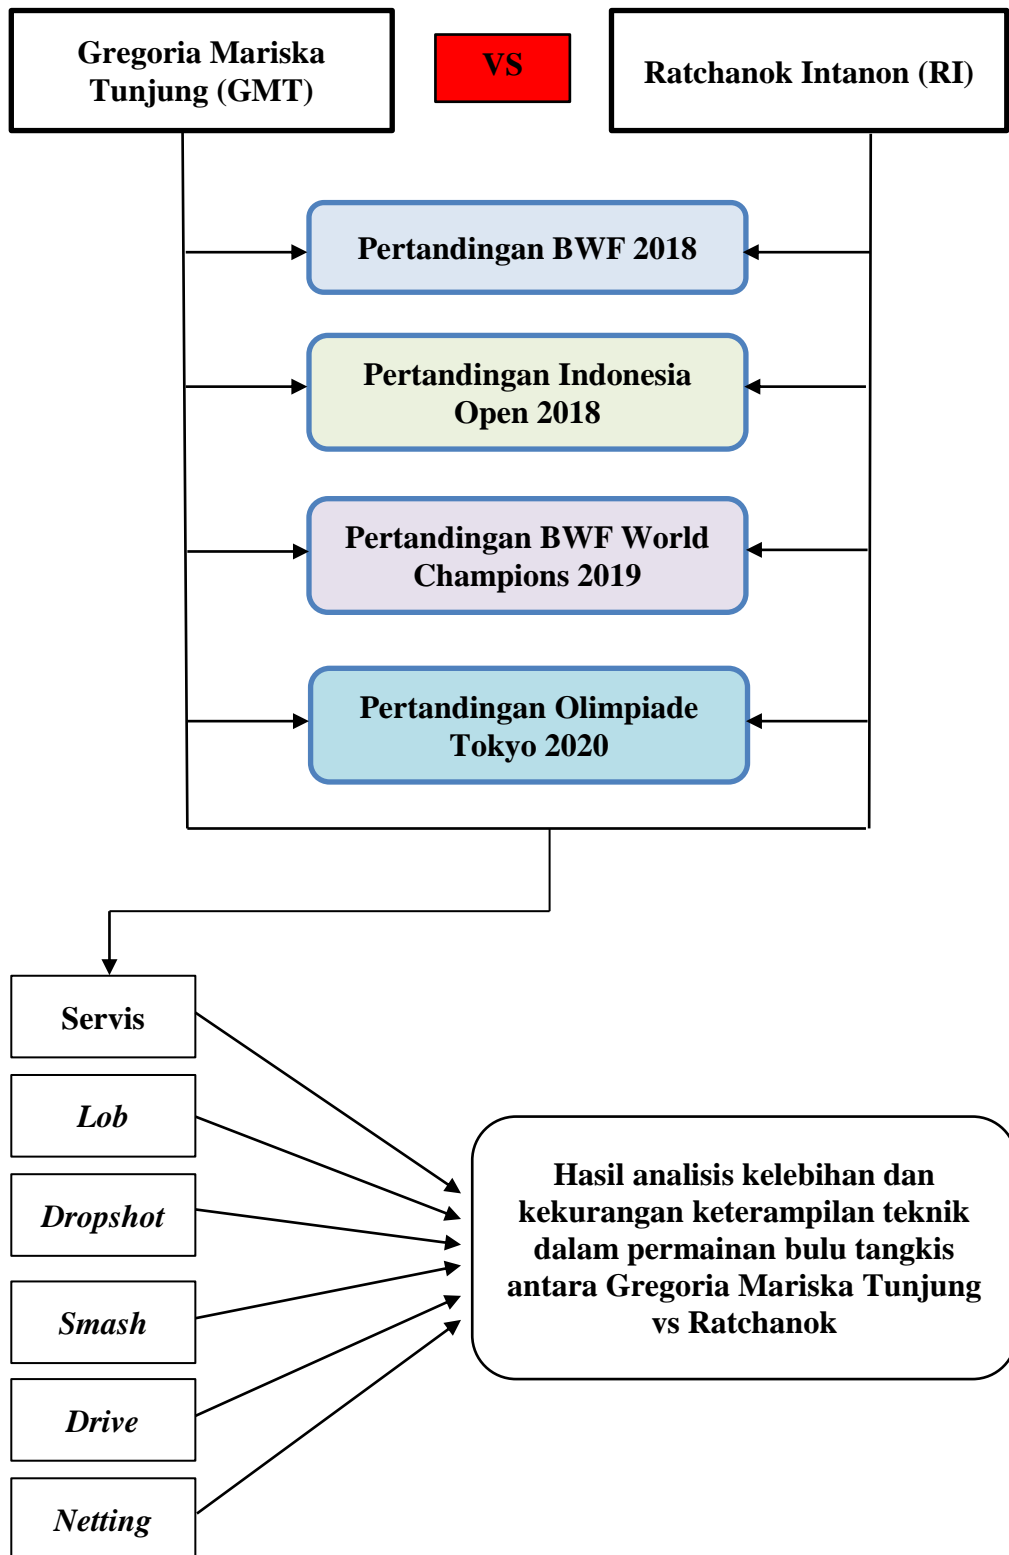 Gregoria Mariska
Tunjung (GMT)
VS
Ratchanok Intanon (RI)
Pertandingan BWF 2018
Pertandingan Indonesia
Open 2018
Pertandingan BWF World
Champions 2019
Pertandingan Olimpiade
Tokyo 2020
Servis
Lob
Dropshot
Smash
Drive
Netting
Hasil analisis kelebihan dan
kekurangan keterampilan teknik
dalam permainan bulu tangkis
antara Gregoria Mariska Tunjung
vs Ratchanok